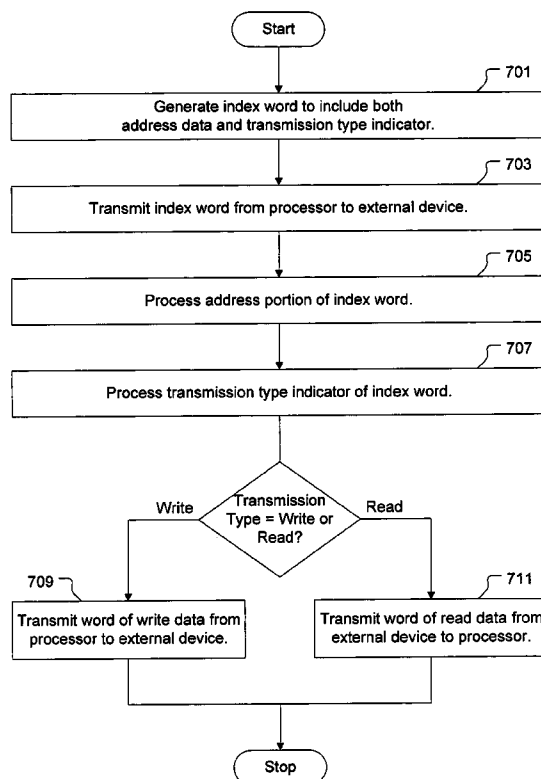 Start
701
Generate index word to include both
address data and transmission type indicator.
703
Transmit index word from processor to external device.
705
Process address portion of index word.
707
Process transmission type indicator of index word.
Write
Transmission
Type = Write or
Read?
Read
709
Transmit word of write data from
processor to external device.
711
Transmit word of read data from
external device to processor.
Stop